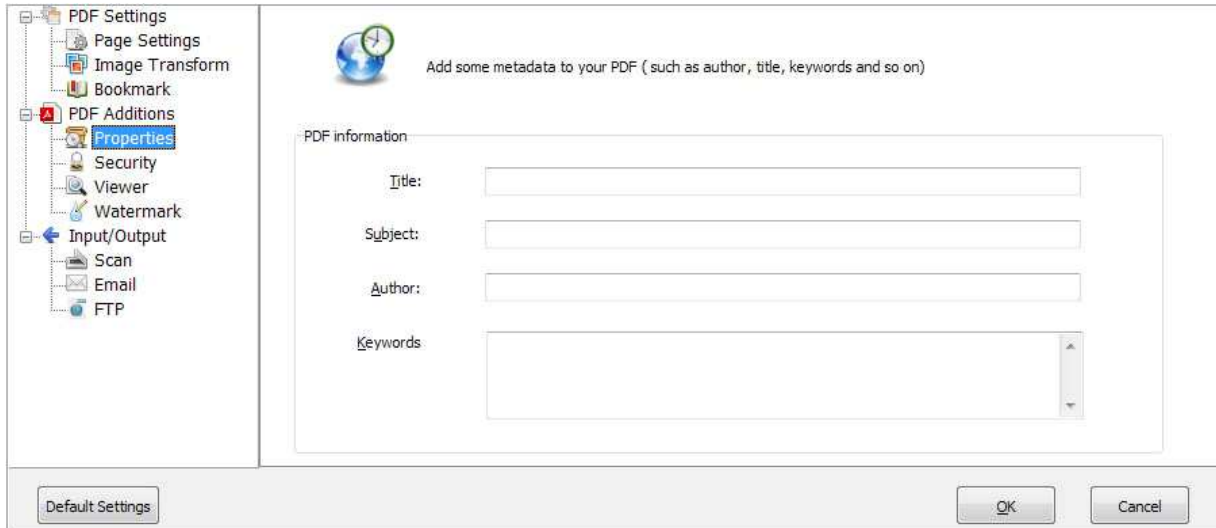 PDF Settings
Page Settings
Image Transform
Bookmark
PDF Additions
Properties
Security
Viewer
Watermark
Input/Output
Scan
Email
FTP
Add some metadata to your PDF ( such as author, title, keywords and so on)
PDF information
Title:
Subject:
Author:
Keywords
Default Settings
OK
Cancel